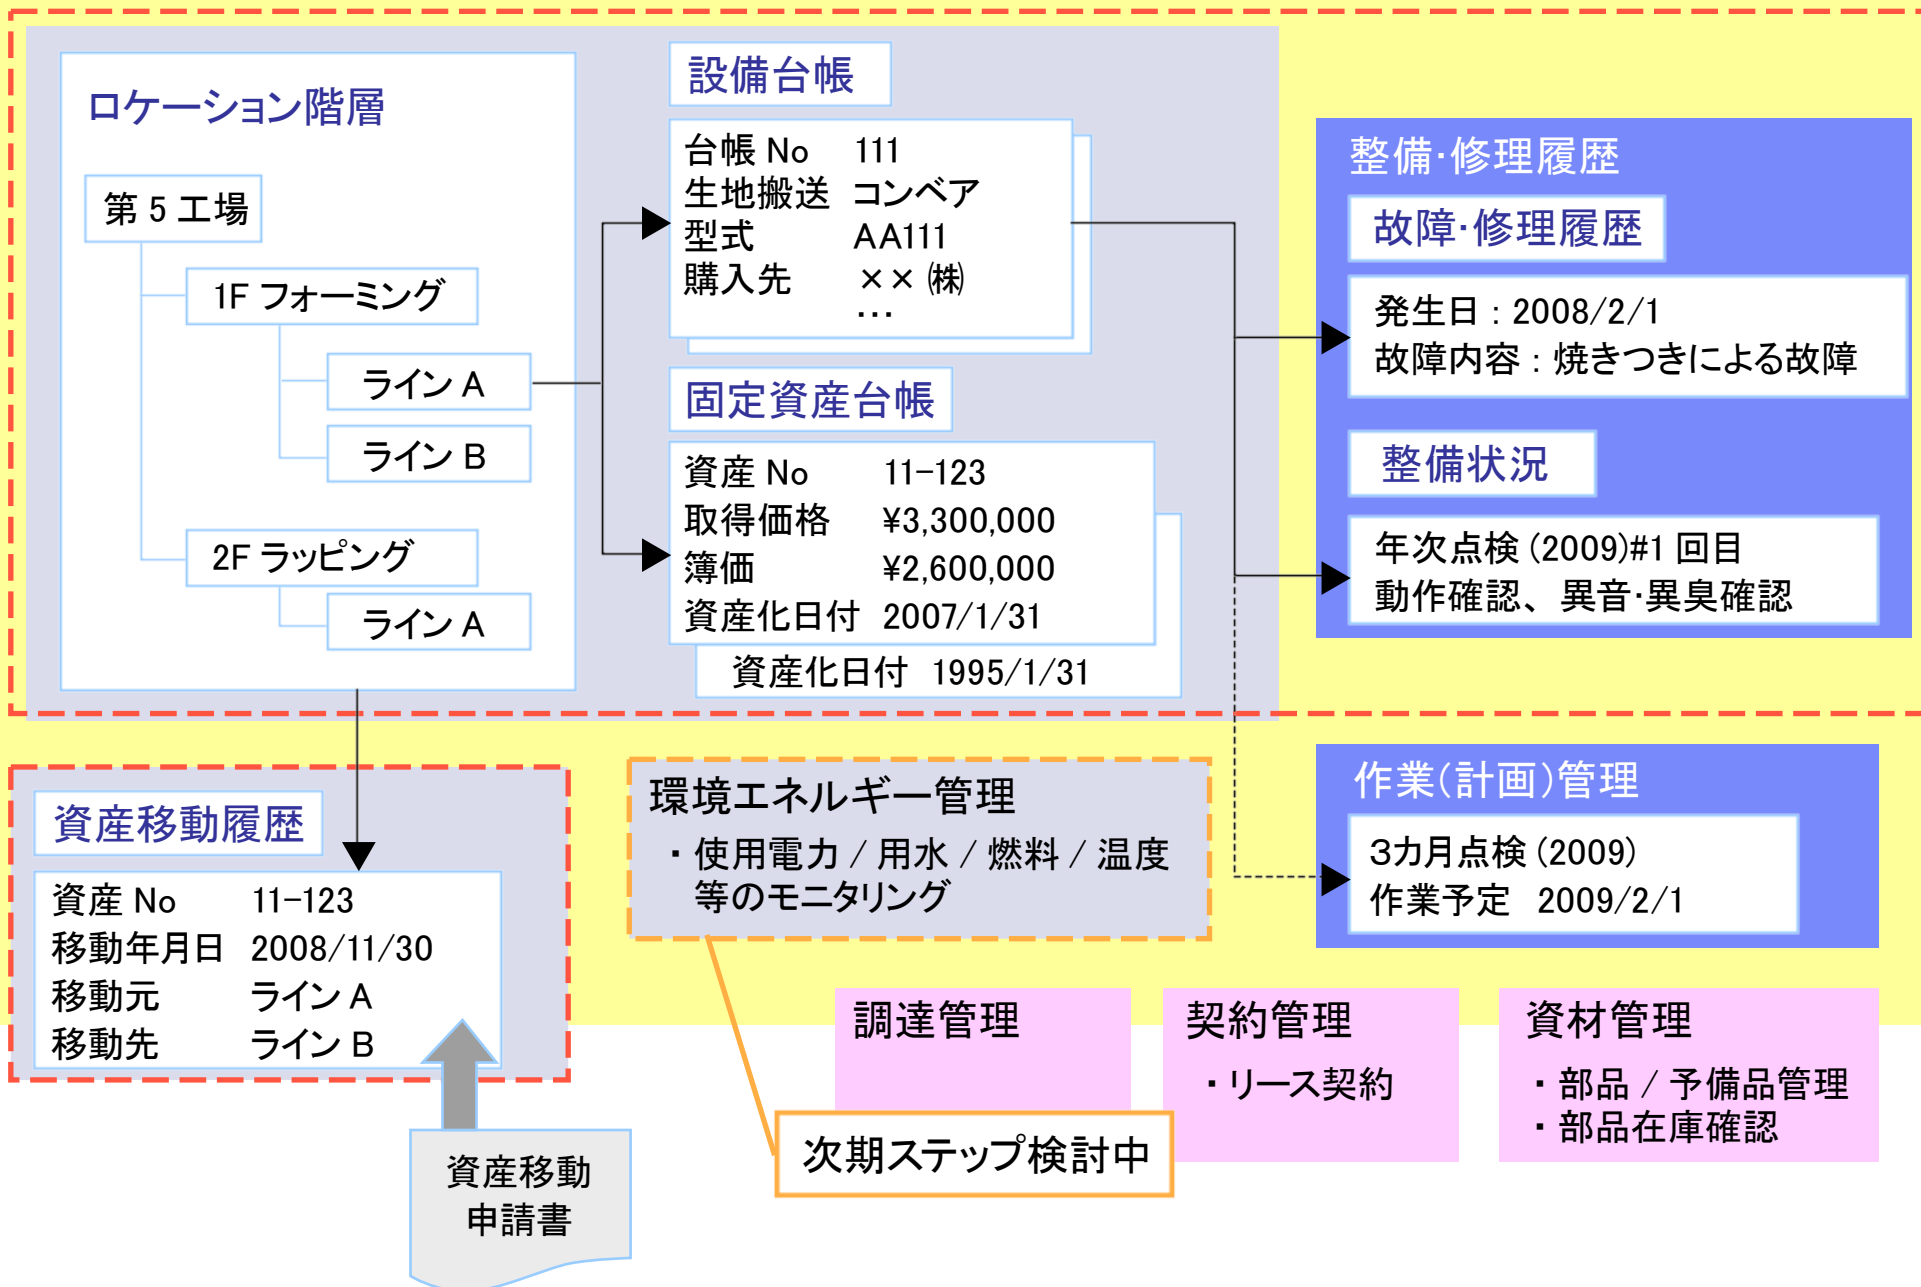 ロケーション階層
第 5 工場
1F フォーミング
ライン A
ライン B
2F ラッピング
ライン A
設備台帳
台帳 No 111
生地搬送 コンベア
型式 AA111
購入先 ××㈱
…
固定資産台帳
資産 No 11-123
取得価格 ¥3,300,000
簿価 ¥2,600,000
資産化日付 2007/1/31
資産化日付 1995/1/31
整備・修理履歴
故障・修理履歴
発生日：2008/2/1
故障内容：焼きつきによる故障
整備状況
年次点検 (2009)#1 回目
動作確認、異音・異臭確認
資産移動履歴
資産 No 11-123
移動年月日 2008/11/30
移動元 ライン A
移動先 ライン B
資産移動
申請書
環境エネルギー管理
・使用電力 / 用水 / 燃料 / 温度
等のモニタリング
作業(計画)管理
3カ月点検 (2009)
作業予定 2009/2/1
調達管理
契約管理
・リース契約
資材管理
・部品 / 予備品管理
・部品在庫確認
次期ステップ検討中